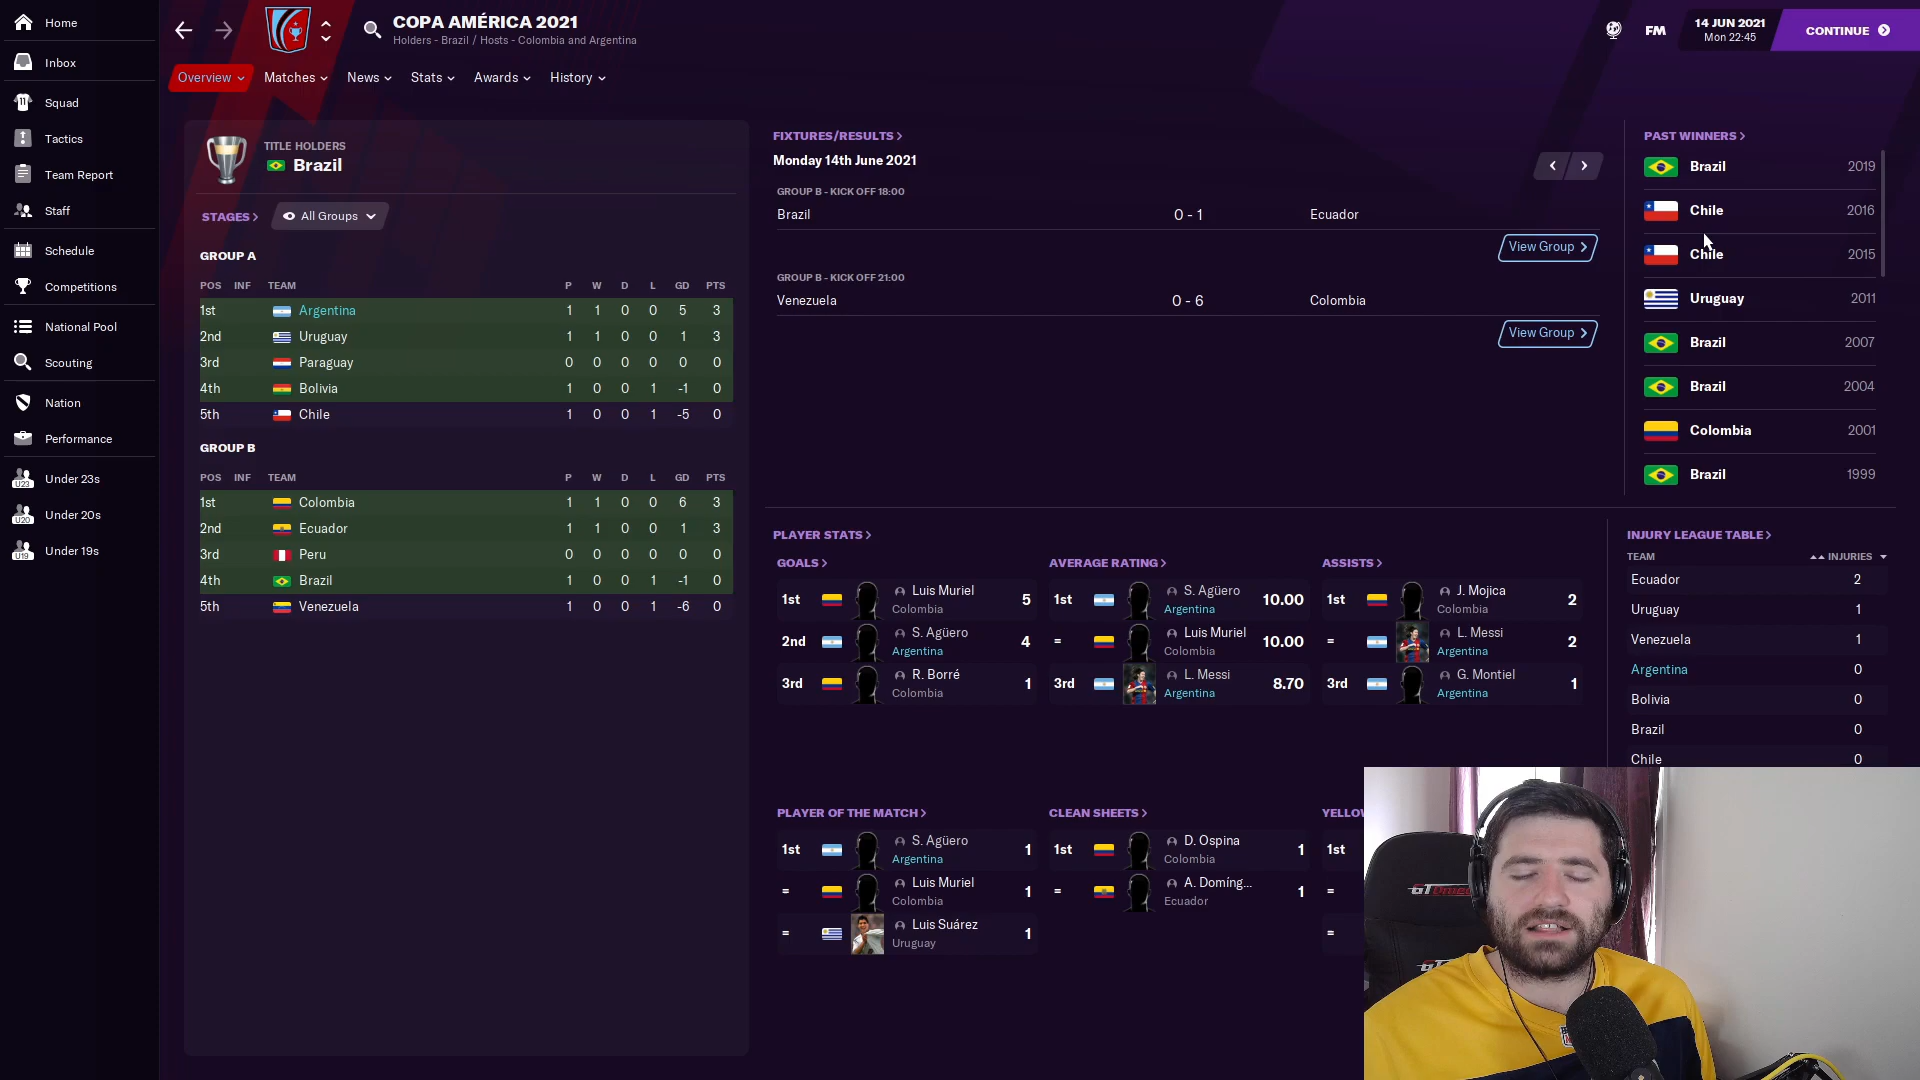 Home
Inbox
Squad
Tactics
Team Report
Staff
Schedule
Competitions
National Pool
Scouting
Nation
Performance
U23 Under 23s
U20 Under 20s
U19 Under 19s
COPA AMÉRICA 2021
Holders - Brazil / Hosts - Colombia and Argentina
FM
14 JUN 2021
Mon 22:45
CONTINUE
Overview Matches News Stats Awards History
TITLE HOLDERS
Brazil
STAGES All Groups
GROUP A
POS INF TEAM P W D L GD PTS
1st Argentina 1 1 0 0 5 3
2nd Uruguay 1 1 0 0 1 3
3rd Paraguay 0 0 0 0 0 0
4th Bolivia 1 0 0 1 -1 0
5th Chile 1 0 0 1 -5 0
GROUP B
POS INF TEAM P W D L GD PTS
1st Colombia 1 1 0 0 6 3
2nd Ecuador 1 1 0 0 1 3
3rd Peru 0 0 0 0 0 0
4th Brazil 1 0 0 1 -1 0
5th Venezuela 1 0 0 1 -6 0
FIXTURES/RESULTS
Monday 14th June 2021
GROUP B - KICK OFF 18:00
Brazil 0 - 1 Ecuador
View Group
GROUP B - KICK OFF 21:00
Venezuela 0 - 6 Colombia
View Group
PAST WINNERS
Brazil 2019
Chile 2016
Chile 2015
Uruguay 2011
Brazil 2007
Brazil 2004
Colombia 2001
Brazil 1999
PLAYER STATS
GOALS
1st Luis Muriel 5
Colombia
2nd S. Agüero 4
Argentina
3rd R. Borré 1
Colombia
AVERAGE RATING
1st S. Agüero 10.00
Argentina
= Luis Muriel 10.00
Colombia
3rd L. Messi 8.70
Argentina
ASSISTS
1st J. Mojica 2
Colombia
= L. Messi 2
Argentina
3rd G. Montiel 1
Argentina
INJURY LEAGUE TABLE
TEAM INJURIES
Ecuador 2
Uruguay 1
Venezuela 1
Argentina 0
Bolivia 0
Brazil 0
Chile 0
PLAYER OF THE MATCH
1st S. Agüero 1
Argentina
= Luis Muriel 1
Colombia
= Luis Suárez 1
Uruguay
CLEAN SHEETS
1st D. Ospina 1
Colombia
= A. Domíng... 1
Ecuador
YELLO
1st
=
=